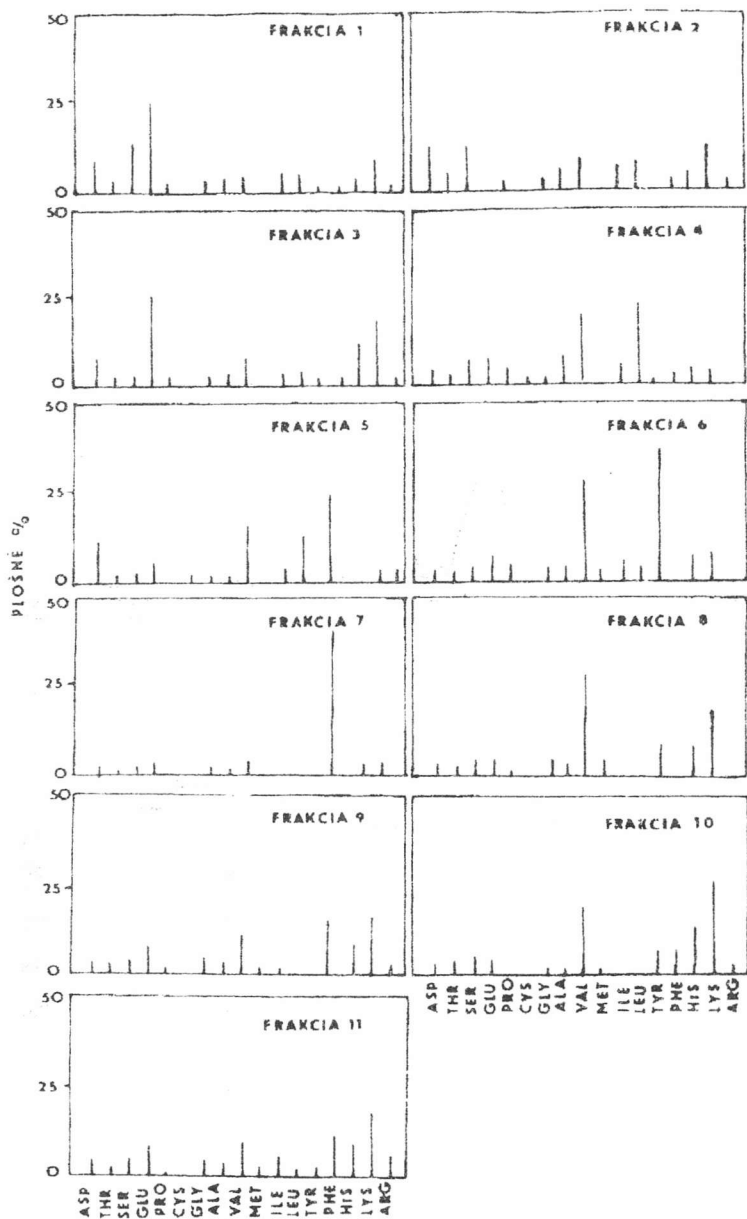 PLOŠNÉ %
50
25
0
FRAKCIA 1
FRAKCIA 2
50
25
0
FRAKCIA 3
FRAKCIA 4
50
25
0
FRAKCIA 5
FRAKCIA 6
50
25
0
FRAKCIA 7
FRAKCIA 8
50
25
0
FRAKCIA 9
FRAKCIA 10
ASP THR SER GLU PRO CYS GLY ALA VAL MET ILE LEU TYR PHE HIS LYS ARG
50
25
0
FRAKCIA 11
ASP THR SER GLU PRO CYS GLY ALA VAL MET ILE LEU TYR PHE HIS LYS ARG